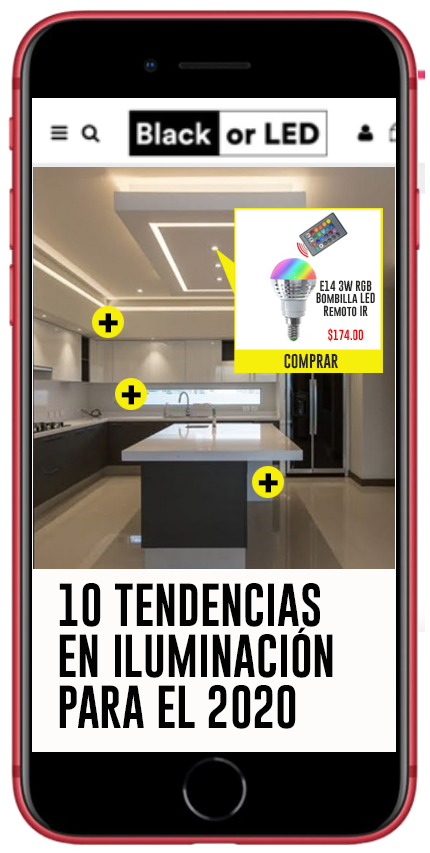 Black or LED
E14 3W RGB
Bombilla LED
Remoto IR
$174.00
COMPRAR
10 TENDENCIAS
EN ILUMINACIÓN
PARA EL 2020